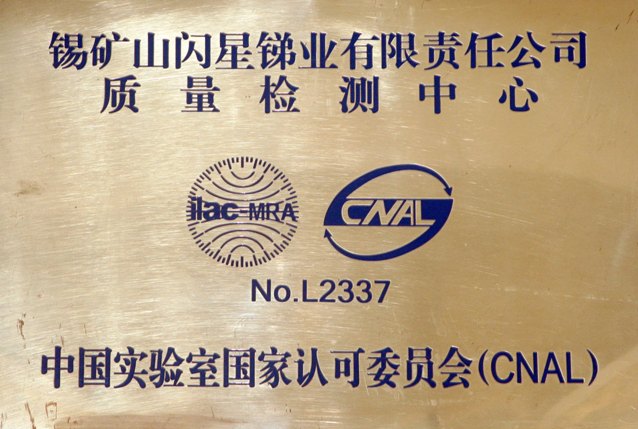 锡矿山闪星锑业有限责任公司
质量检测中心
ilac-MRA CNAL
No.L2337
中国实验室国家认可委员会(CNAL)